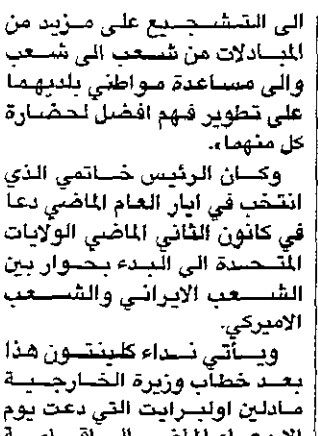 الى التشجيع على مزيد من
المبادلات من شعب الى شعب
والى مساعدة مواطني بلديهما
على تطوير فهم افضل لحضارة
كل منهما».
وكان الرئيس خاتمي الذي
انتخب في ايار العام الماضي دعا
في كانون الثاني الماضي الولايات
المتحدة الى البدء بحوار بين
الشعب الايراني والشعب
الاميركي.
ويأتي نداء كلينتون هذا
بعد خطاب وزيرة الخارجية
مادلين اولبرايت التي دعت يوم